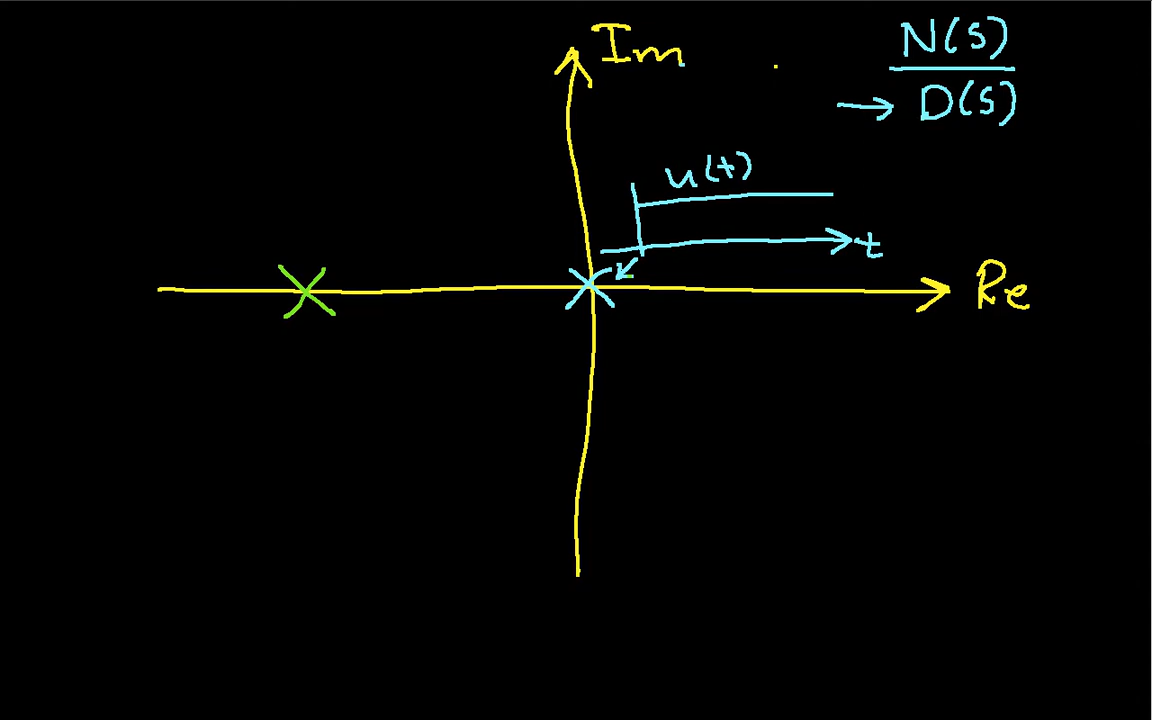 Im
N(s)
→ D(s)
u(t)
t
Re